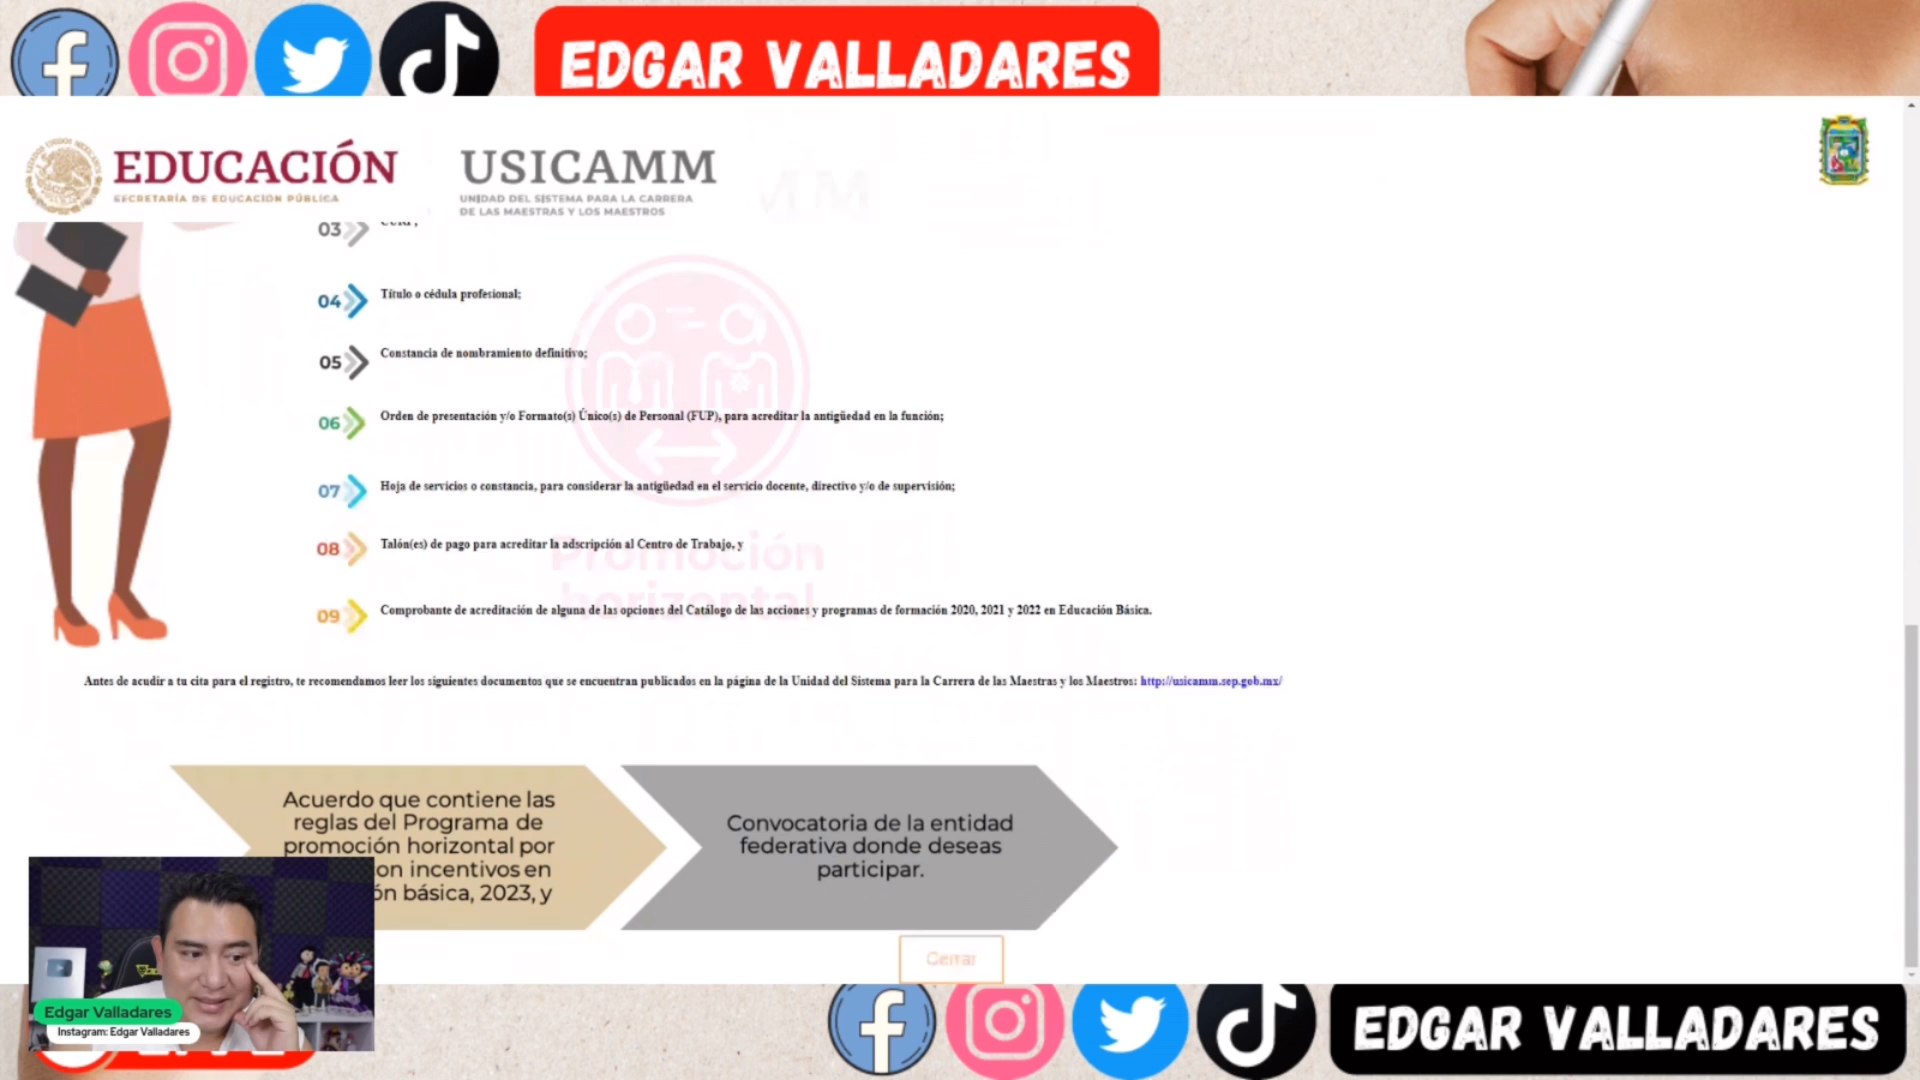 EDGAR VALLADARES
EDUCACIÓN
SECRETARÍA DE EDUCACIÓN PÚBLICA
USICAMM
UNIDAD DEL SISTEMA PARA LA CARRERA
DE LAS MAESTRAS Y LOS MAESTROS
03
04 Título o cédula profesional;
05 Constancia de nombramiento definitivo;
06 Orden de presentación y/o Formato(s) Único(s) de Personal (FUP), para acreditar la antigüedad en la función;
07 Hoja de servicios o constancia, para considerar la antigüedad en el servicio docente, directivo y/o de supervisión;
08 Talón(es) de pago para acreditar la adscripción al Centro de Trabajo, y
Promoción
horizontal
09 Comprobante de acreditación de alguna de las opciones del Catálogo de las acciones y programas de formación 2020, 2021 y 2022 en Educación Básica.
Antes de acudir a tu cita para el registro, te recomendamos leer los siguientes documentos que se encuentran publicados en la página de la Unidad del Sistema para la Carrera de las Maestras y los Maestros: http://usicamm.sep.gob.mx/
Acuerdo que contiene las
reglas del Programa de
promoción horizontal por
on incentivos en
ón básica, 2023, y
Convocatoria de la entidad
federativa donde deseas
participar.
Cerrar
Edgar Valladares
Instagram: Edgar Valladares
EDGAR VALLADARES